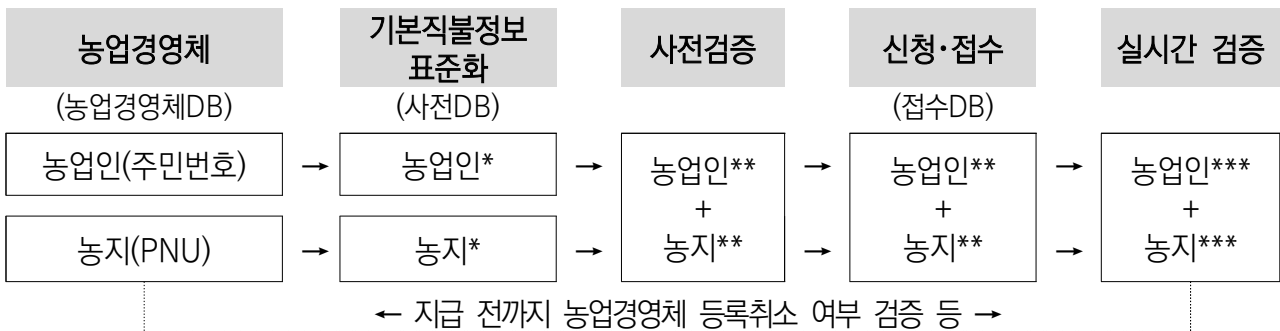 농업경영체
기본직불정보
표준화
사전검증
신청·접수
실시간 검증
(농업경영체DB)
(사전DB)
(접수DB)
농업인(주민번호) → 농업인* → 농업인** → 농업인** → 농업인***
+ + +
농지(PNU) → 농지* → 농지** → 농지** → 농지***
← 지급 전까지 농업경영체 등록취소 여부 검증 등 →